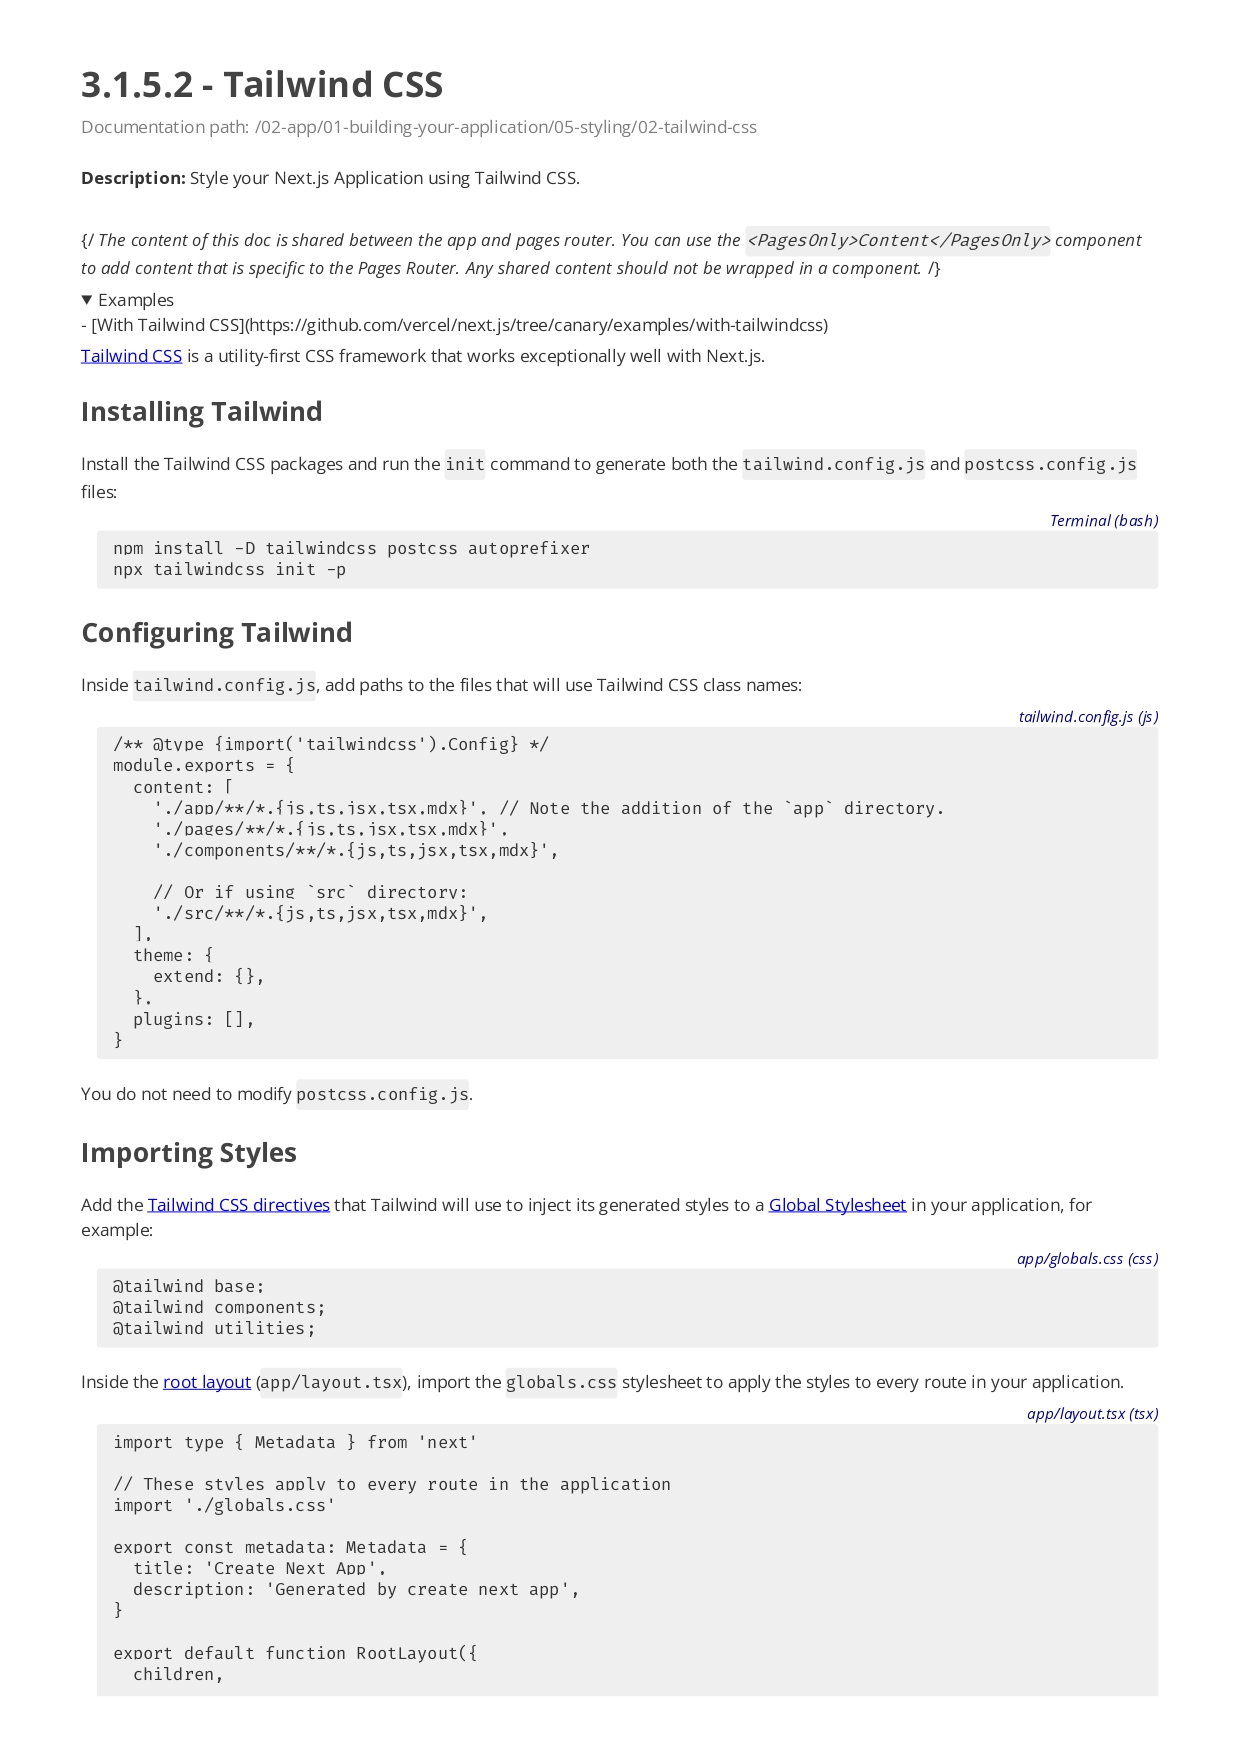 3.1.5.2 - Tailwind CSS
Documentation path: /02-app/01-building-your-application/05-styling/02-tailwind-css
Description: Style your Next.js Application using Tailwind CSS.
{/ The content of this doc is shared between the app and pages router. You can use the <PagesOnly>Content</PagesOnly> component
to add content that is specific to the Pages Router. Any shared content should not be wrapped in a component. /}
▼ Examples
- [With Tailwind CSS](https://github.com/vercel/next.js/tree/canary/examples/with-tailwindcss)
Tailwind CSS is a utility-first CSS framework that works exceptionally well with Next.js.
Installing Tailwind
Install the Tailwind CSS packages and run the init command to generate both the tailwind.config.js and postcss.config.js
files:
Terminal (bash)
npm install -D tailwindcss postcss autoprefixer
npx tailwindcss init -p
Configuring Tailwind
Inside tailwind.config.js, add paths to the files that will use Tailwind CSS class names:
tailwind.config.js (js)
/** @type {import('tailwindcss').Config} */
module.exports = {
  content: [
    './app/**/*.{js,ts,jsx,tsx,mdx}', // Note the addition of the `app` directory.
    './pages/**/*.{js,ts,jsx,tsx,mdx}',
    './components/**/*.{js,ts,jsx,tsx,mdx}',
    // Or if using `src` directory:
    './src/**/*.{js,ts,jsx,tsx,mdx}',
  ],
  theme: {
    extend: {},
  },
  plugins: [],
}
You do not need to modify postcss.config.js.
Importing Styles
Add the Tailwind CSS directives that Tailwind will use to inject its generated styles to a Global Stylesheet in your application, for
example:
app/globals.css (css)
@tailwind base;
@tailwind components;
@tailwind utilities;
Inside the root layout (app/layout.tsx), import the globals.css stylesheet to apply the styles to every route in your application.
app/layout.tsx (tsx)
import type { Metadata } from 'next'
// These styles apply to every route in the application
import './globals.css'
export const metadata: Metadata = {
  title: 'Create Next App',
  description: 'Generated by create next app',
}
export default function RootLayout({
  children,